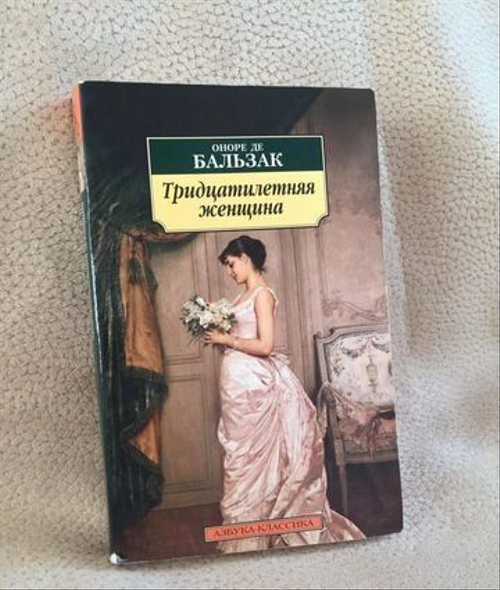 ОНОРЕ ДЕ
БАЛЬЗАК
Тридцатилетняя
женщина
АЗБУКА-КЛАССИКА